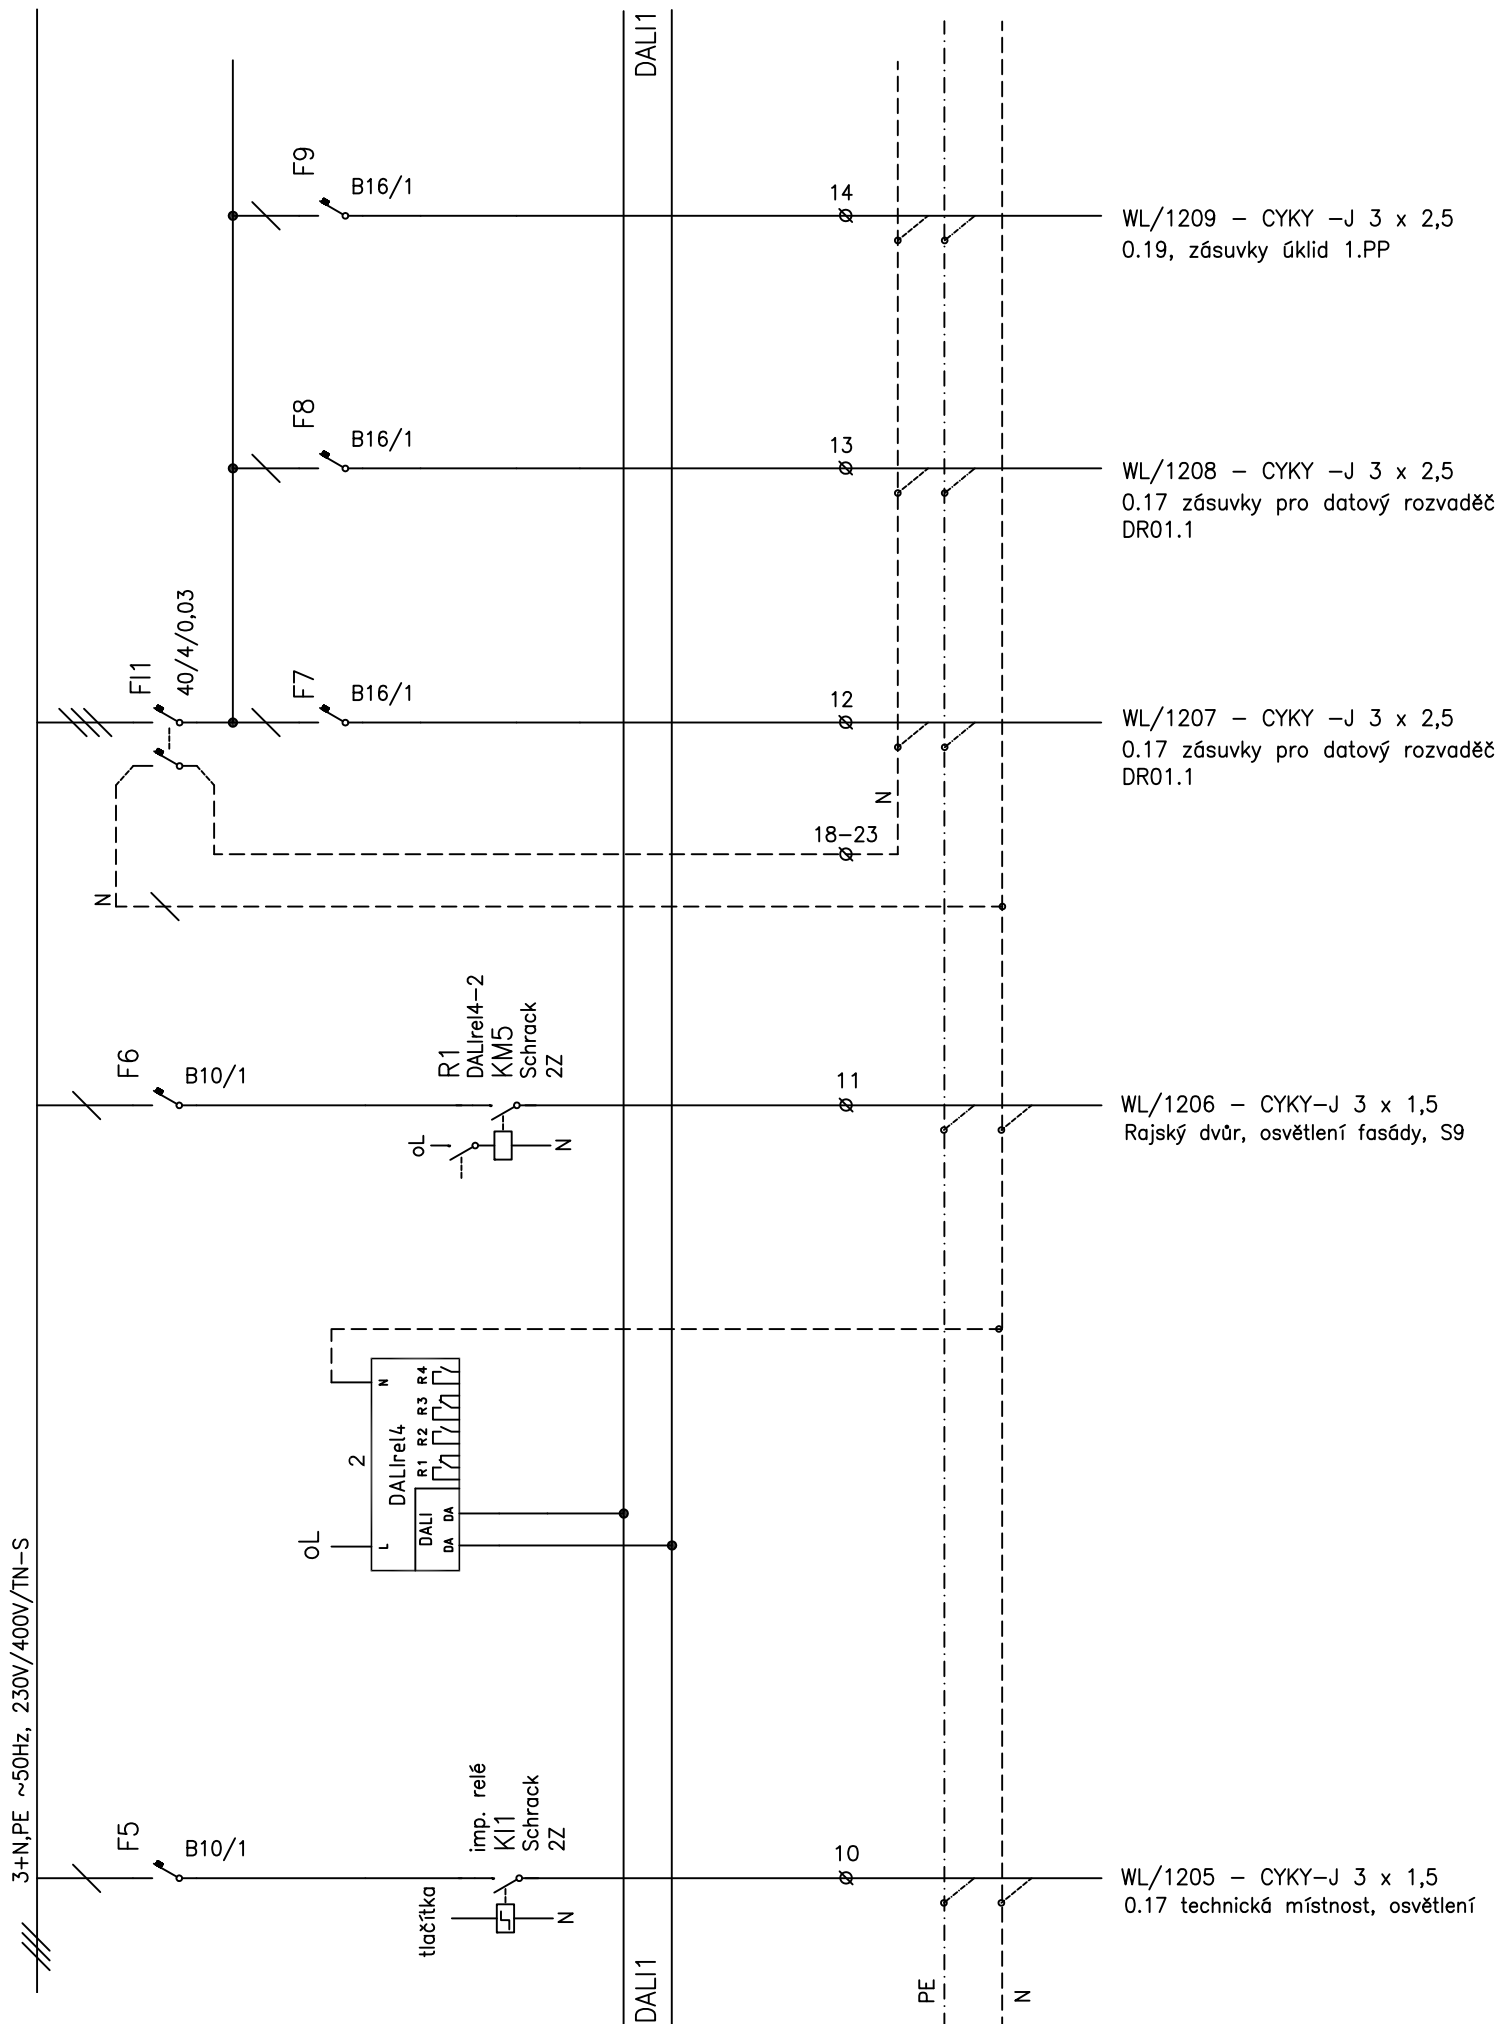 DALI1
F9
B16/1
14
WL/1209 – CYKY –J 3 x 2,5
0.19, zásuvky úklid 1.PP
F8
B16/1
13
WL/1208 – CYKY –J 3 x 2,5
0.17 zásuvky pro datový rozvaděč
DR01.1
FI1
40/4/0,03
F7
B16/1
12
WL/1207 – CYKY –J 3 x 2,5
0.17 zásuvky pro datový rozvaděč
DR01.1
N
18–23
N
F6
B10/1
R1
DALIrel4–2
KM5
Schrack
2Z
oL
N
11
WL/1206 – CYKY–J 3 x 1,5
Rajský dvůr, osvětlení fasády, S9
2
DALIrel4
N
L
R1 R2 R3 R4
DALI
DA DA
oL
3+N,PE ~50Hz, 230V/400V/TN–S
F5
B10/1
imp. relé
KI1
Schrack
2Z
tlačítka
N
10
WL/1205 – CYKY–J 3 x 1,5
0.17 technická místnost, osvětlení
DALI1
PE
N